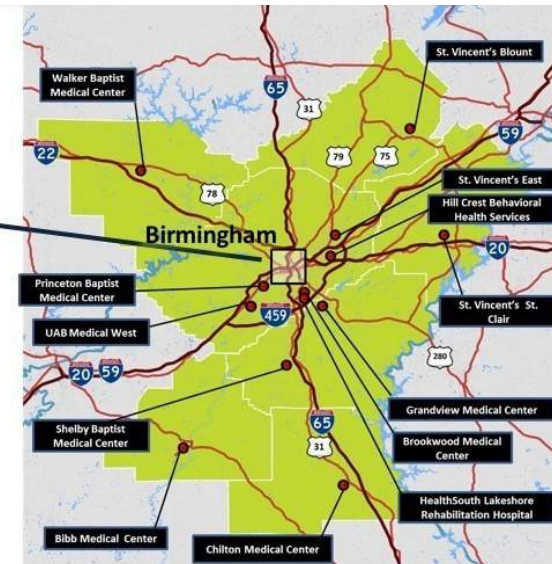 St. Vincent's Blount
65
Walker Baptist
Medical Center
31
59
22
79
75
78
St. Vincent's East
Hill Crest Behavioral
Health Services
Birmingham
20
Princeton Baptist
Medical Center
St. Vincent's St.
Clair
459
UAB Medical West
280
20
59
Grandview Medical Center
Shelby Baptist
Medical Center
65
31
Brookwood Medical
Center
HealthSouth Lakeshore
Rehabilitation Hospital
Bibb Medical Center
Chilton Medical Center